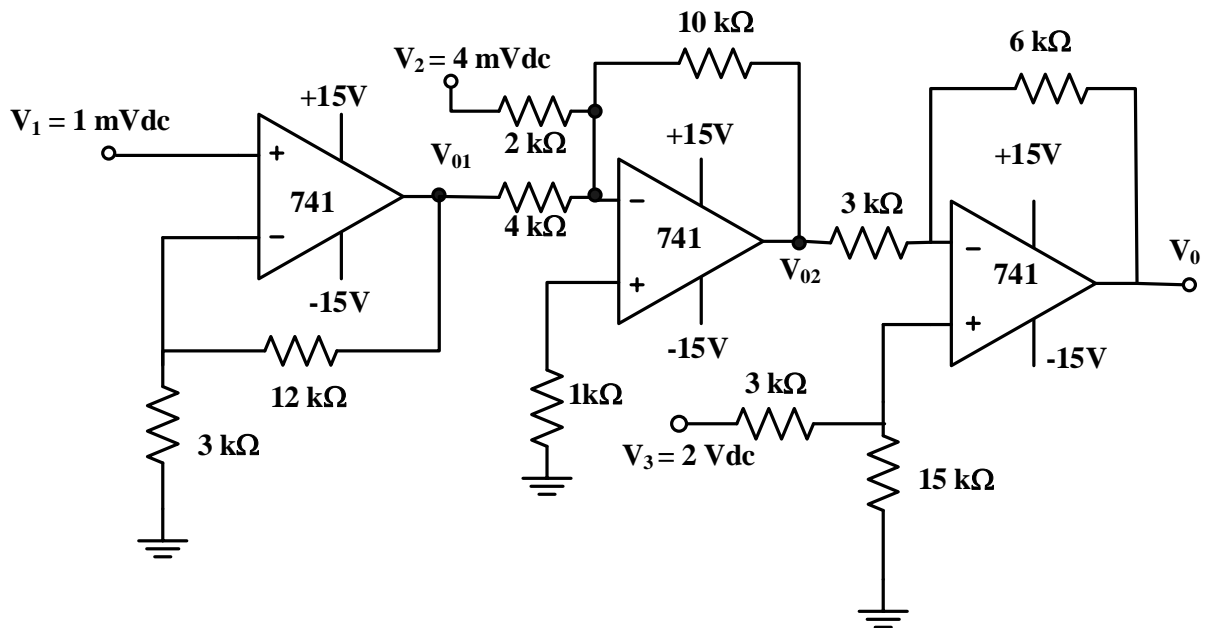 10 kΩ
6 kΩ
V₂ = 4 mVdc
+15V
V₁ = 1 mVdc
2 kΩ
+15V
+15V
V₀₁
+
741
−
4 kΩ
−
741
+
3 kΩ
−
741
+
V₀
V₀₂
-15V
-15V
-15V
12 kΩ
1kΩ
3 kΩ
3 kΩ
V₃ = 2 Vdc
15 kΩ